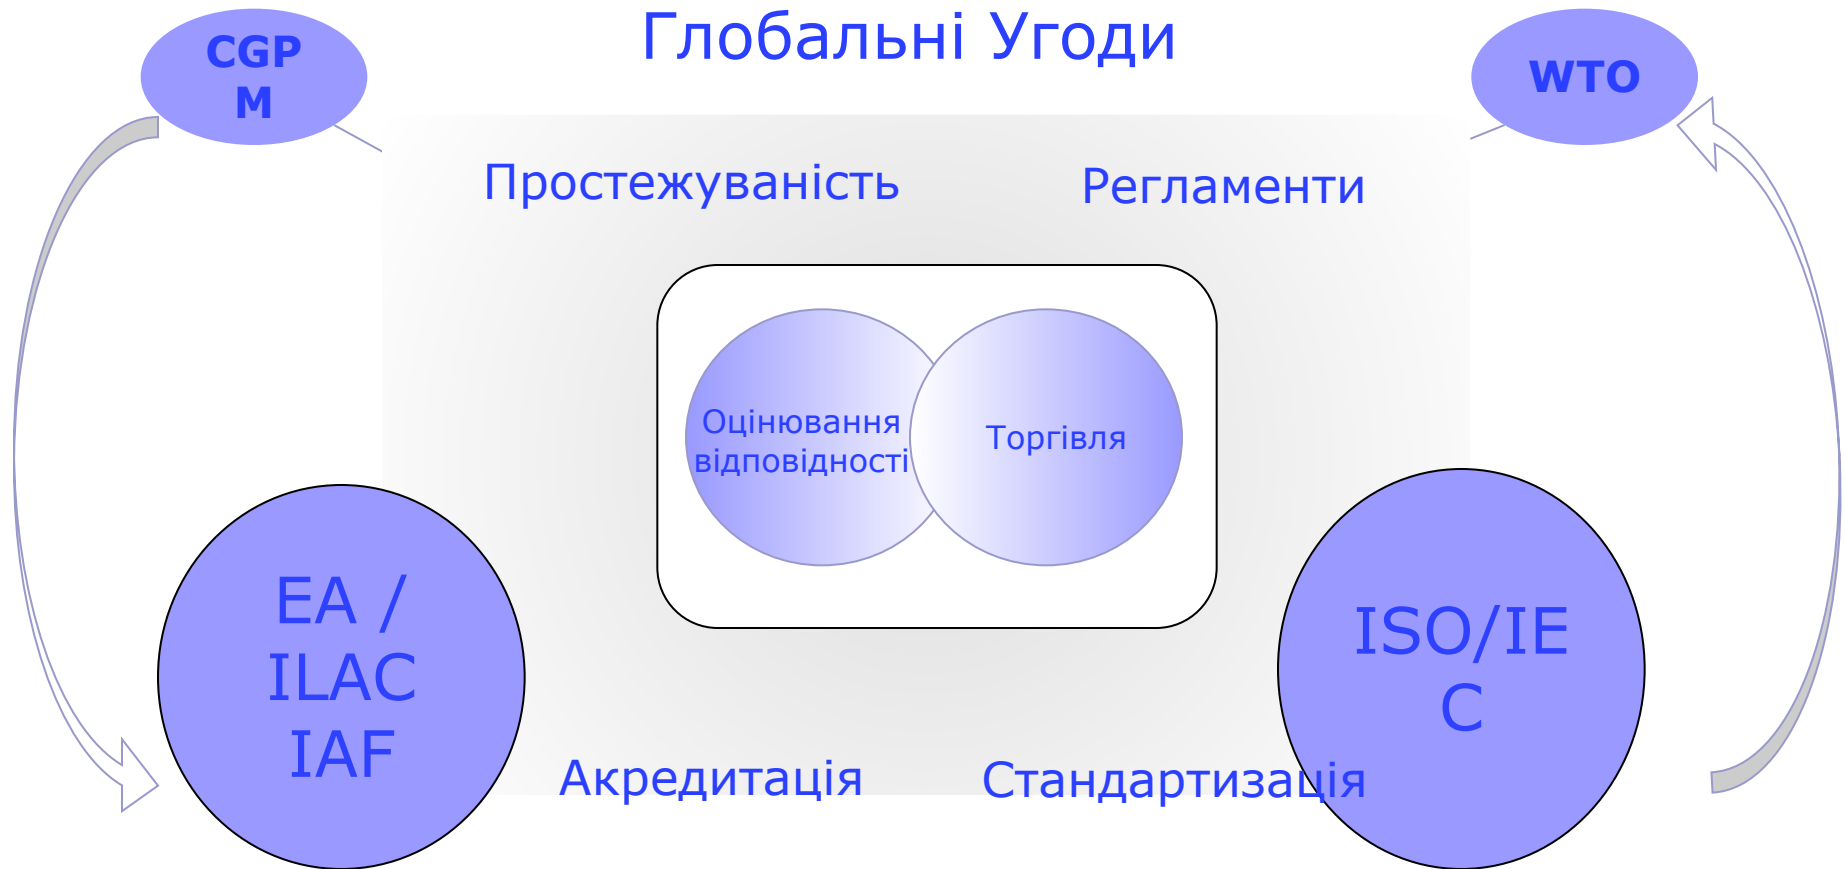 Глобальні Угоди
CGP
M
WTO
Простежуваність
Регламенти
Оцінювання
відповідності
Торгівля
EA /
ILAC
IAF
ISO/IE
C
Акредитація
Стандартизація